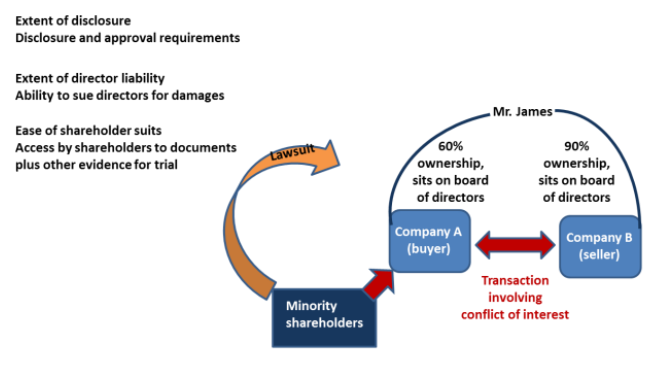 Extent of disclosure
Disclosure and approval requirements
Extent of director liability
Ability to sue directors for damages
Ease of shareholder suits
Access by shareholders to documents
plus other evidence for trial
Lawsuit
Mr. James
60%
ownership,
sits on board
of directors
90%
ownership,
sits on board
of directors
Company A
(buyer)
Company B
(seller)
Transaction
involving
conflict of interest
Minority
shareholders